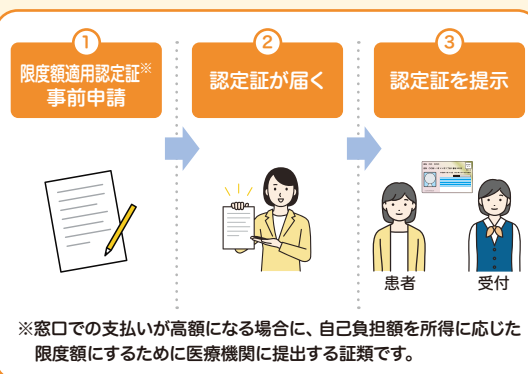 1
限度額適用認定証※
事前申請
2
認定証が届く
3
認定証を提示
患者
受付
※窓口での支払いが高額になる場合に、自己負担額を所得に応じた
限度額にするために医療機関に提出する証類です。